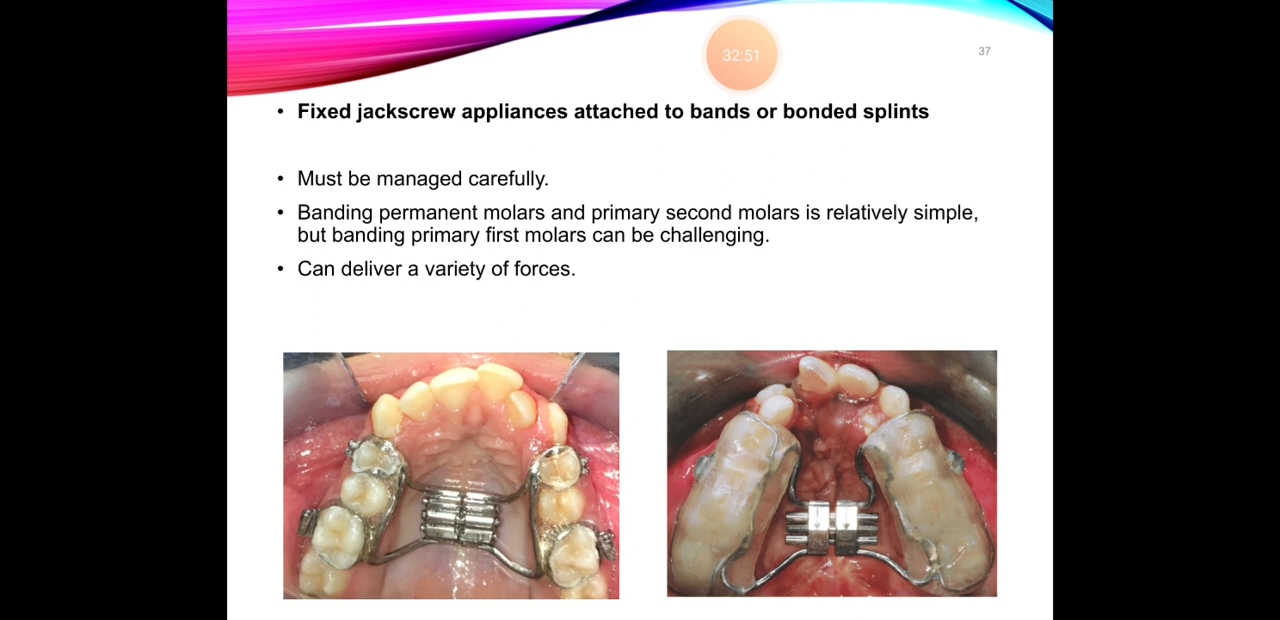 32:51
37
• Fixed jackscrew appliances attached to bands or bonded splints
• Must be managed carefully.
• Banding permanent molars and primary second molars is relatively simple,
but banding primary first molars can be challenging.
• Can deliver a variety of forces.